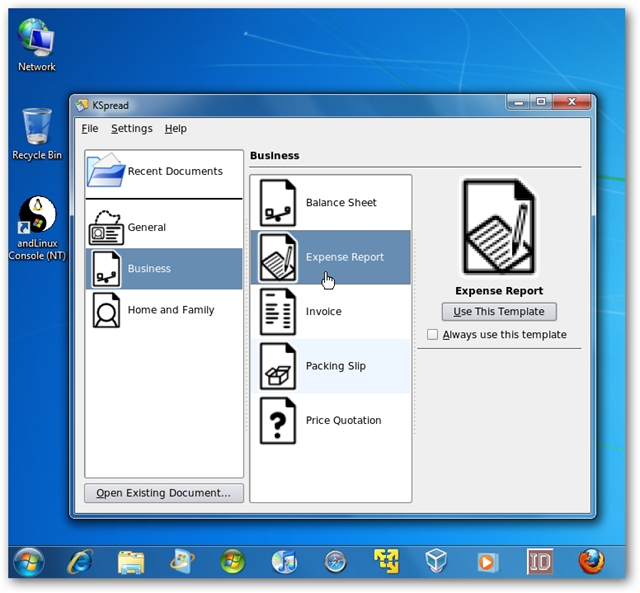 Network
Recycle Bin
andLinux
Console (NT)
KSpread
File Settings Help
Recent Documents
General
Business
Home and Family
Open Existing Document...
Business
Balance Sheet
Expense Report
Invoice
Packing Slip
Price Quotation
Expense Report
Use This Template
Always use this template
ID